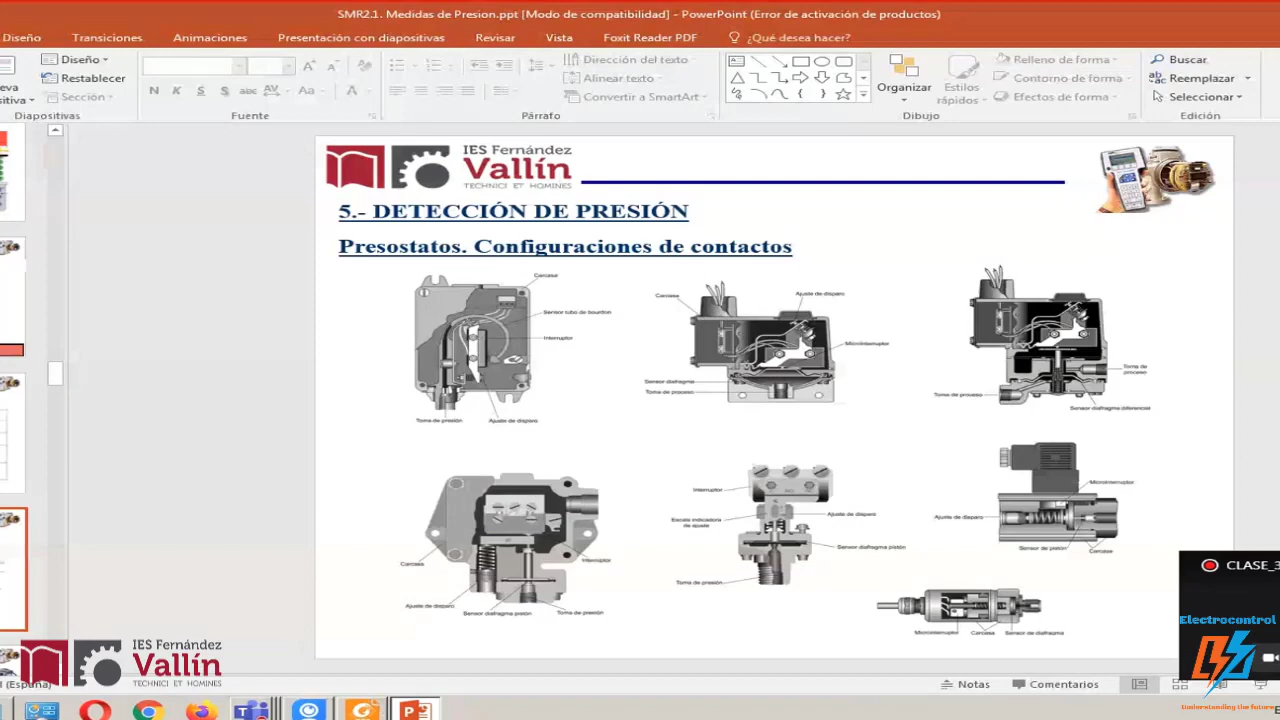 SMR2.1. Medidas de Presion.ppt [Modo de compatibilidad] - PowerPoint (Error de activación de productos)
Diseño Transiciones Animaciones Presentación con diapositivas Revisar Vista Foxit Reader PDF ¿Qué desea hacer?
Diseño
Restablecer
Sección
Diapositivas
N K S S abc AV Aa A
Fuente
Dirección del texto
Alinear texto
Convertir a SmartArt
Párrafo
Organizar
Estilos
rápidos
Relleno de forma
Contorno de forma
Efectos de forma
Dibujo
Buscar
Reemplazar
Seleccionar
Edición
IES Fernández
Vallín
TECHNICI ET HOMINES
5.- DETECCIÓN DE PRESIÓN
Presostatos. Configuraciones de contactos
Carcasa
Sensor tubo de bourdon
Interruptor
Toma de presión
Ajuste de disparo
Carcasa
Ajuste de disparo
Microinterruptor
Sensor diafragma
Toma de proceso
Toma de
proceso
Toma de proceso
Sensor diafragma diferencial
Carcasa
Interruptor
Ajuste de disparo
Sensor diafragma pistón
Toma de presión
Interruptor
Escala indicadora
de ajuste
Ajuste de disparo
Sensor diafragma pistón
Toma de presión
Microinterruptor
Ajuste de disparo
Sensor de pistón
Carcasa
Microinterruptor
Carcasa
Sensor de diafragma
CLASE_3
Electrocontrol
Understanding the future
IES Fernández
Vallín
TECHNICI ET HOMINES
(España)
Notas
Comentarios